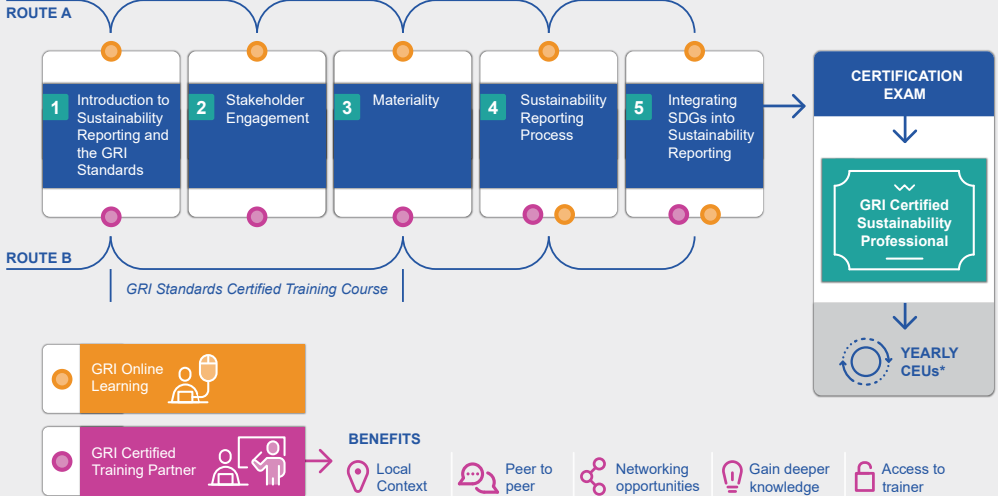 ROUTE A
1
Introduction to
Sustainability
Reporting and
the GRI
Standards
2
Stakeholder
Engagement
3
Materiality
4
Sustainability
Reporting
Process
5
Integrating
SDGs into
Sustainability
Reporting
CERTIFICATION
EXAM
GRI Certified
Sustainability
Professional
YEARLY
CEUs*
ROUTE B
GRI Standards Certified Training Course
GRI Online
Learning
GRI Certified
Training Partner
BENEFITS
Local
Context
Peer to
peer
Networking
opportunities
Gain deeper
knowledge
Access to
trainer